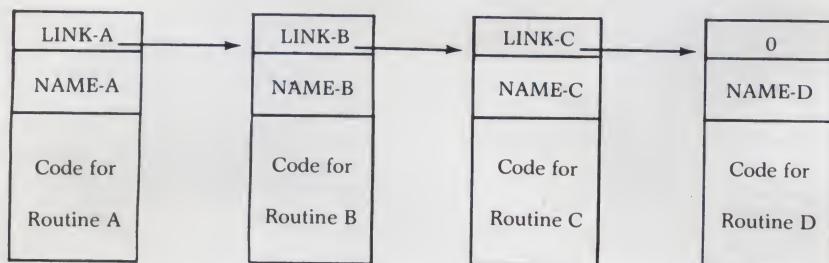 LINK-A
NAME-A
Code for
Routine A
LINK-B
NAME-B
Code for
Routine B
LINK-C
NAME-C
Code for
Routine C
0
NAME-D
Code for
Routine D